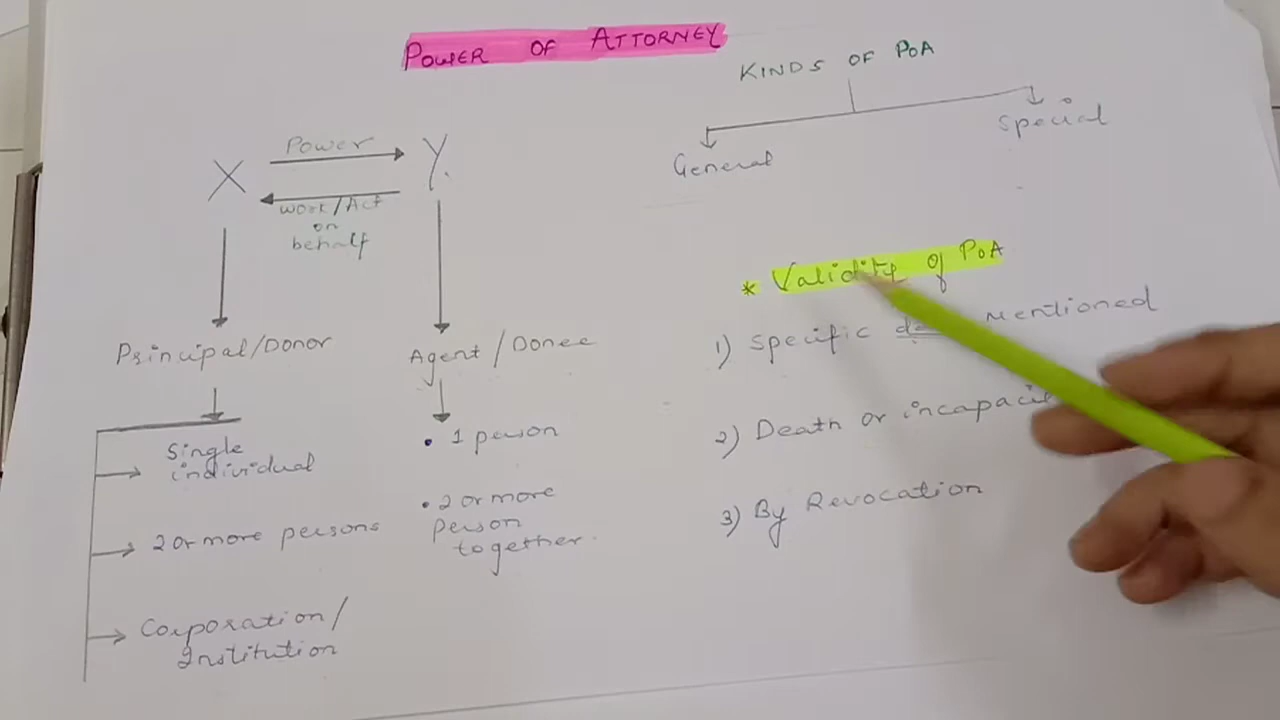 POWER OF ATTORNEY
X
Power
Y
Work/Act
on
behalf
Principal/Donor
Agent/Donee
Single
individual
2 or more persons
Corporation/
Institution
• 1 person
• 2 or more
person
together.
KINDS OF POA
General
Special
* Validity of POA
1) Specific mentioned
2) Death or
3) By Revocation